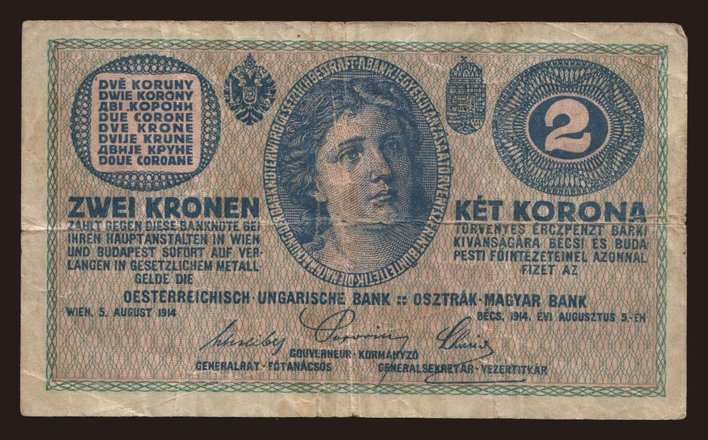 DVĚ KORUNY
DWIE KORONY
ДВІ КОРОНИ
DUE CORONE
DVE KRONE
DVIJE KRUNE
ДВИЈЕ КРУНЕ
DOUE COROANE
2
ZWEI KRONEN
ZAHLT GEGEN DIESE BANKNOTE BEI
IHREN HAUPTANSTALTEN IN WIEN
UND BUDAPEST SOFORT AUF VER-
LANGEN IN GESETZLICHEM METALL-
GELDE DIE
KÉT KORONA
TÖRVÉNYES ÉRCZPÉNZT BÁRKI
KIVÁNSÁGÁRA BÉCSI ÉS BUDA
PESTI FŐINTÉZETEINÉL AZONNAL
FIZET AZ
OESTERREICHISCH-UNGARISCHE BANK :: OSZTRÁK-MAGYAR BANK
WIEN, 5. AUGUST 1914
BÉCS, 1914. ÉVI AUGUSZTUS 5.-ÉN
GOUVERNEUR-KORMÁNYZÓ
GENERALRAT-FŐTANÁCSOS
GENERALSEKRETÄR-VEZÉRTITKÁR